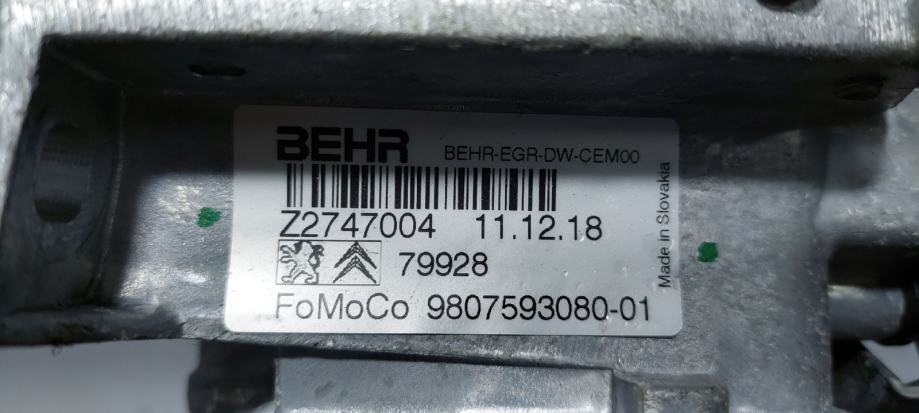 BEHR BEHR-EGR-DW-CEM00
Z2747004 11.12.18
79928
FoMoCo 9807593080-01
Made in Slovakia